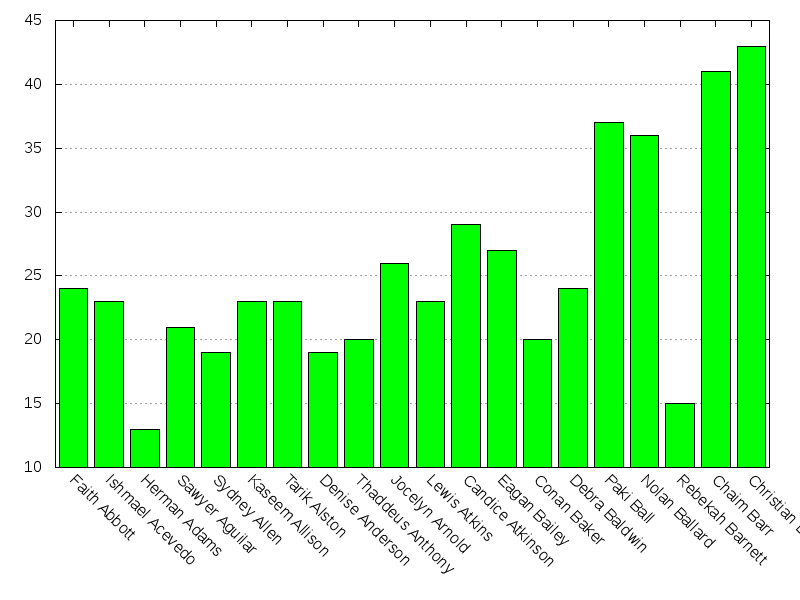 45
40
35
30
25
20
15
10
Faith Abbott
Ishmael Acevedo
Herman Adams
Sawyer Aguilar
Sydney Allen
Kaseem Allison
Tarik Alston
Denise Anderson
Thaddeus Anthony
Jocelyn Arnold
Lewis Atkins
Candice Atkinson
Eagan Bailey
Conan Baker
Debra Baldwin
Paki Ball
Nolan Ballard
Rebekah Barnett
Chaim Barr
Christian